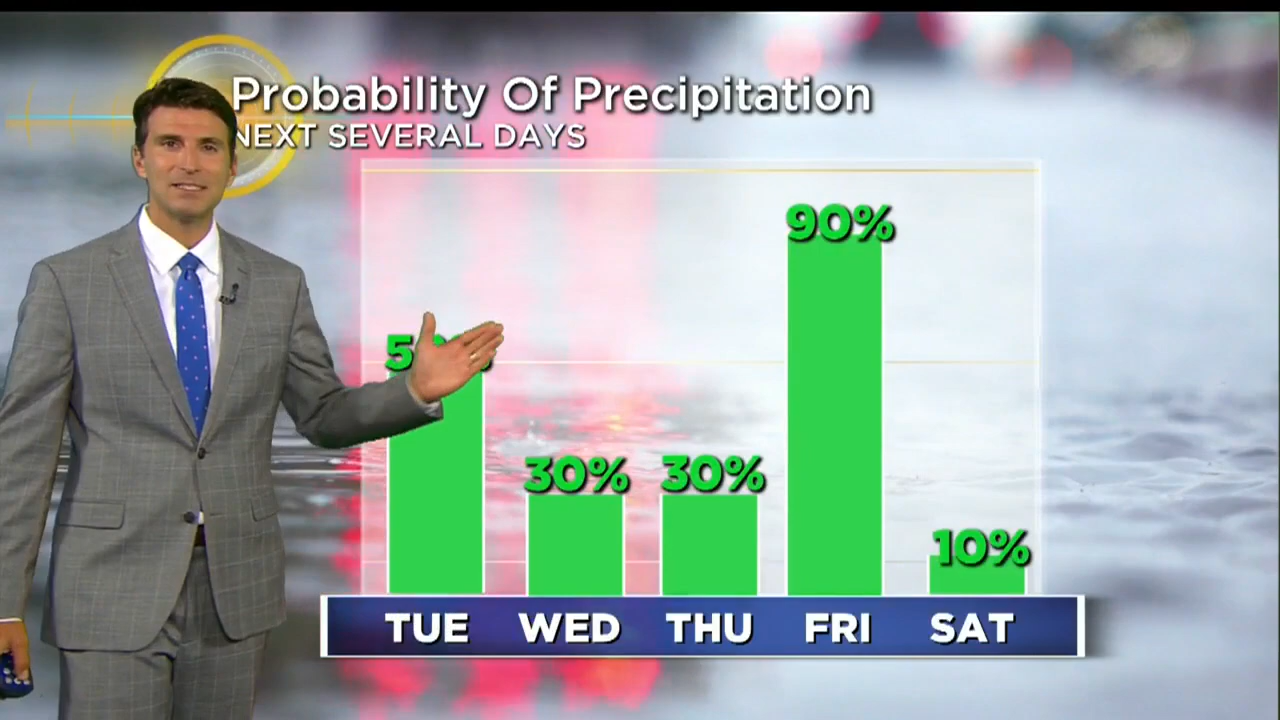 Probability Of Precipitation
NEXT SEVERAL DAYS
90%
30% 30%
10%
TUE WED THU FRI SAT